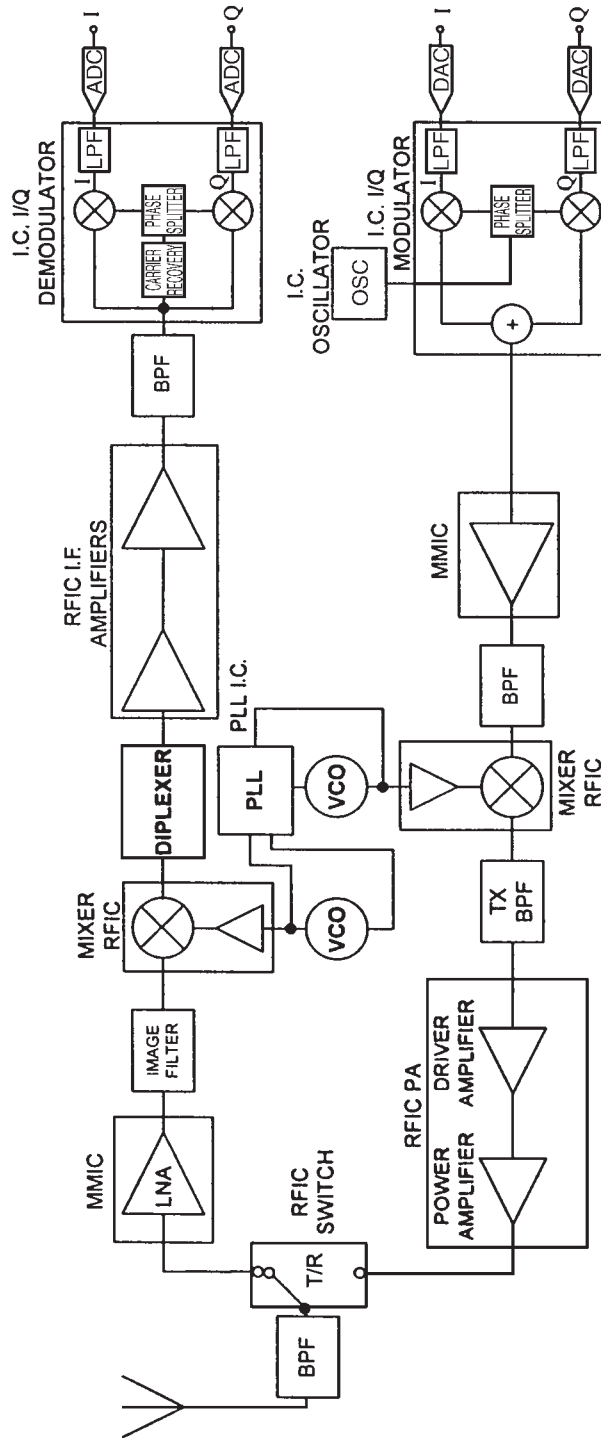 BPF
RFIC
SWITCH
T/R
MMIC
LNA
IMAGE
FILTER
MIXER
RFIC
VCO
DIPLEXER
PLL I.C.
PLL
VCO
RFIC I.F.
AMPLIFIERS
BPF
I.C. I/Q
DEMODULATOR
CARRIER
RECOVERY
PHASE
SPLITTER
I
LPF
ADC
I
Q
LPF
ADC
Q
RFIC PA
POWER
AMPLIFIER
DRIVER
AMPLIFIER
TX
BPF
MIXER
RFIC
BPF
MMIC
I.C.
OSCILLATOR
OSC
I.C. I/Q
MODULATOR
+
PHASE
SPLITTER
I
LPF
DAC
I
Q
LPF
DAC
Q